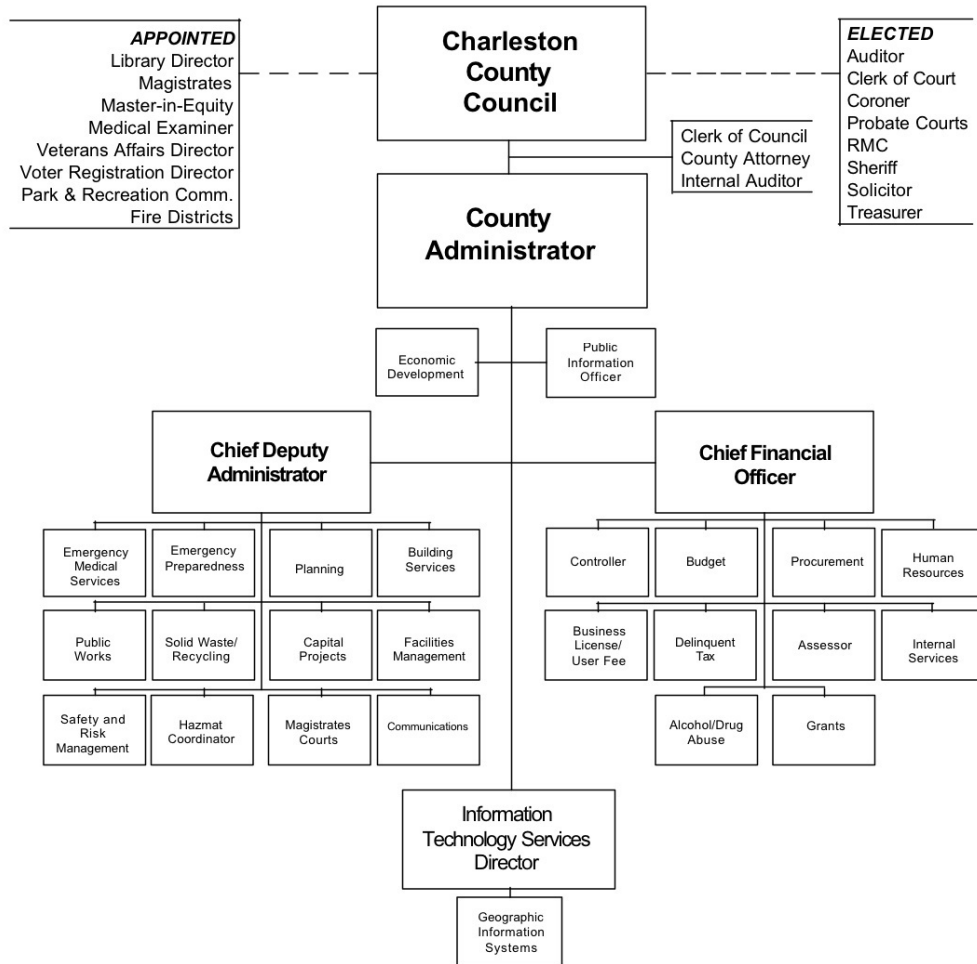 APPOINTED
Library Director
Magistrates
Master-in-Equity
Medical Examiner
Veterans Affairs Director
Voter Registration Director
Park & Recreation Comm.
Fire Districts
Charleston
County
Council
ELECTED
Auditor
Clerk of Court
Coroner
Probate Courts
RMC
Sheriff
Solicitor
Treasurer
Clerk of Council
County Attorney
Internal Auditor
County
Administrator
Economic
Development
Public
Information
Officer
Chief Deputy
Administrator
Chief Financial
Officer
Emergency
Medical
Services
Emergency
Preparedness
Planning
Building
Services
Controller
Budget
Procurement
Human
Resources
Public
Works
Solid Waste/
Recycling
Capital
Projects
Facilities
Management
Business
License/
User Fee
Delinquent
Tax
Assessor
Internal
Services
Safety and
Risk
Management
Hazmat
Coordinator
Magistrates
Courts
Communications
Alcohol/Drug
Abuse
Grants
Information
Technology Services
Director
Geographic
Information
Systems